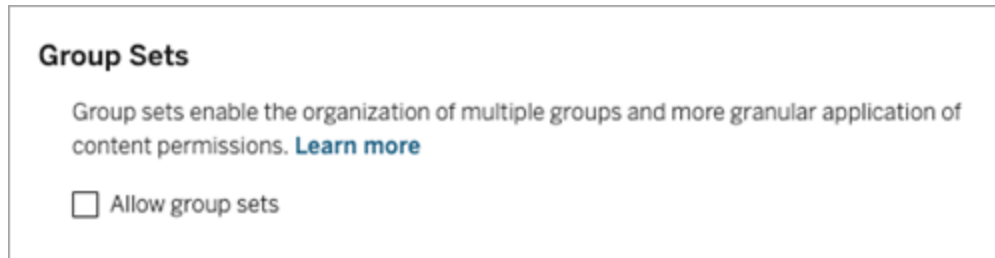 Group Sets
Group sets enable the organization of multiple groups and more granular application of
content permissions. Learn more
Allow group sets